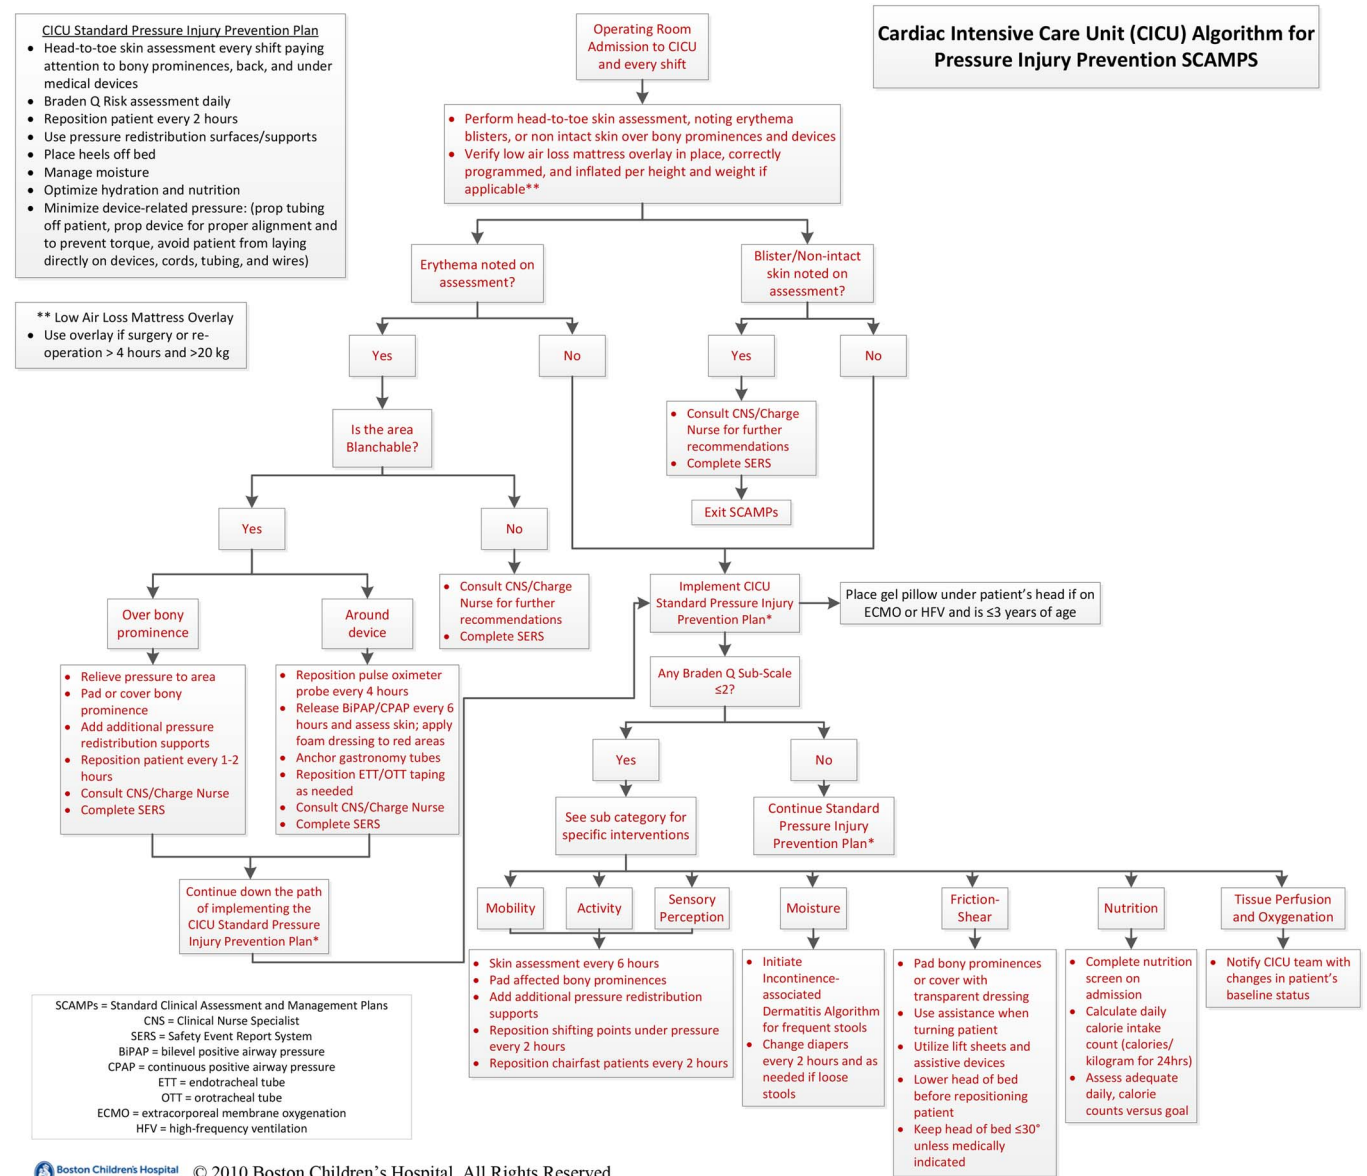 CICU Standard Pressure Injury Prevention Plan
• Head-to-toe skin assessment every shift paying
attention to bony prominences, back, and under
medical devices
• Braden Q Risk assessment daily
• Reposition patient every 2 hours
• Use pressure redistribution surfaces/supports
• Place heels off bed
• Manage moisture
• Optimize hydration and nutrition
• Minimize device-related pressure: (prop tubing
off patient, prop device for proper alignment and
to prevent torque, avoid patient from laying
directly on devices, cords, tubing, and wires)
Operating Room
Admission to CICU
and every shift
Cardiac Intensive Care Unit (CICU) Algorithm for
Pressure Injury Prevention SCAMPS
• Perform head-to-toe skin assessment, noting erythema
blisters, or non intact skin over bony prominences and devices
• Verify low air loss mattress overlay in place, correctly
programmed, and inflated per height and weight if
applicable**
** Low Air Loss Mattress Overlay
• Use overlay if surgery or re-
operation > 4 hours and >20 kg
Erythema noted on
assessment?
Blister/Non-intact
skin noted on
assessment?
Yes
No
Yes
No
Is the area
Blanchable?
• Consult CNS/Charge
Nurse for further
recommendations
• Complete SERS
Exit SCAMPs
Yes
No
• Consult CNS/Charge
Nurse for further
recommendations
• Complete SERS
Over bony
prominence
Around
device
• Relieve pressure to area
• Pad or cover bony
prominence
• Add additional pressure
redistribution supports
• Reposition patient every 1-2
hours
• Consult CNS/Charge Nurse
• Complete SERS
• Reposition pulse oximeter
probe every 4 hours
• Release BiPAP/CPAP every 6
hours and assess skin; apply
foam dressing to red areas
• Anchor gastronomy tubes
• Reposition ETT/OTT taping
as needed
• Consult CNS/Charge Nurse
• Complete SERS
Continue down the path
of implementing the
CICU Standard Pressure
Injury Prevention Plan*
Implement CICU
Standard Pressure Injury
Prevention Plan*
Place gel pillow under patient's head if on
ECMO or HFV and is ≤3 years of age
Any Braden Q Sub-Scale
≤2?
Yes
No
See sub category for
specific interventions
Continue Standard
Pressure Injury
Prevention Plan*
Mobility
Activity
Sensory
Perception
Moisture
Friction-
Shear
Nutrition
Tissue Perfusion
and Oxygenation
• Skin assessment every 6 hours
• Pad affected bony prominences
• Add additional pressure redistribution
supports
• Reposition shifting points under pressure
every 2 hours
• Reposition chairfast patients every 2 hours
• Initiate
Incontinence-
associated
Dermatitis Algorithm
for frequent stools
• Change diapers
every 2 hours and as
needed if loose
stools
• Pad bony prominences
or cover with
transparent dressing
• Use assistance when
turning patient
• Utilize lift sheets and
assistive devices
• Lower head of bed
before repositioning
patient
• Keep head of bed ≤30°
unless medically
indicated
• Complete nutrition
screen on
admission
• Calculate daily
calorie intake
count (calories/
kilogram for 24hrs)
• Assess adequate
daily, calorie
counts versus goal
• Notify CICU team with
changes in patient's
baseline status
SCAMPs = Standard Clinical Assessment and Management Plans
CNS = Clinical Nurse Specialist
SERS = Safety Event Report System
BiPAP = bilevel positive airway pressure
CPAP = continuous positive airway pressure
ETT = endotracheal tube
OTT = orotracheal tube
ECMO = extracorporeal membrane oxygenation
HFV = high-frequency ventilation
Boston Children's Hospital
© 2010 Boston Children's Hospital. All Rights Reserved